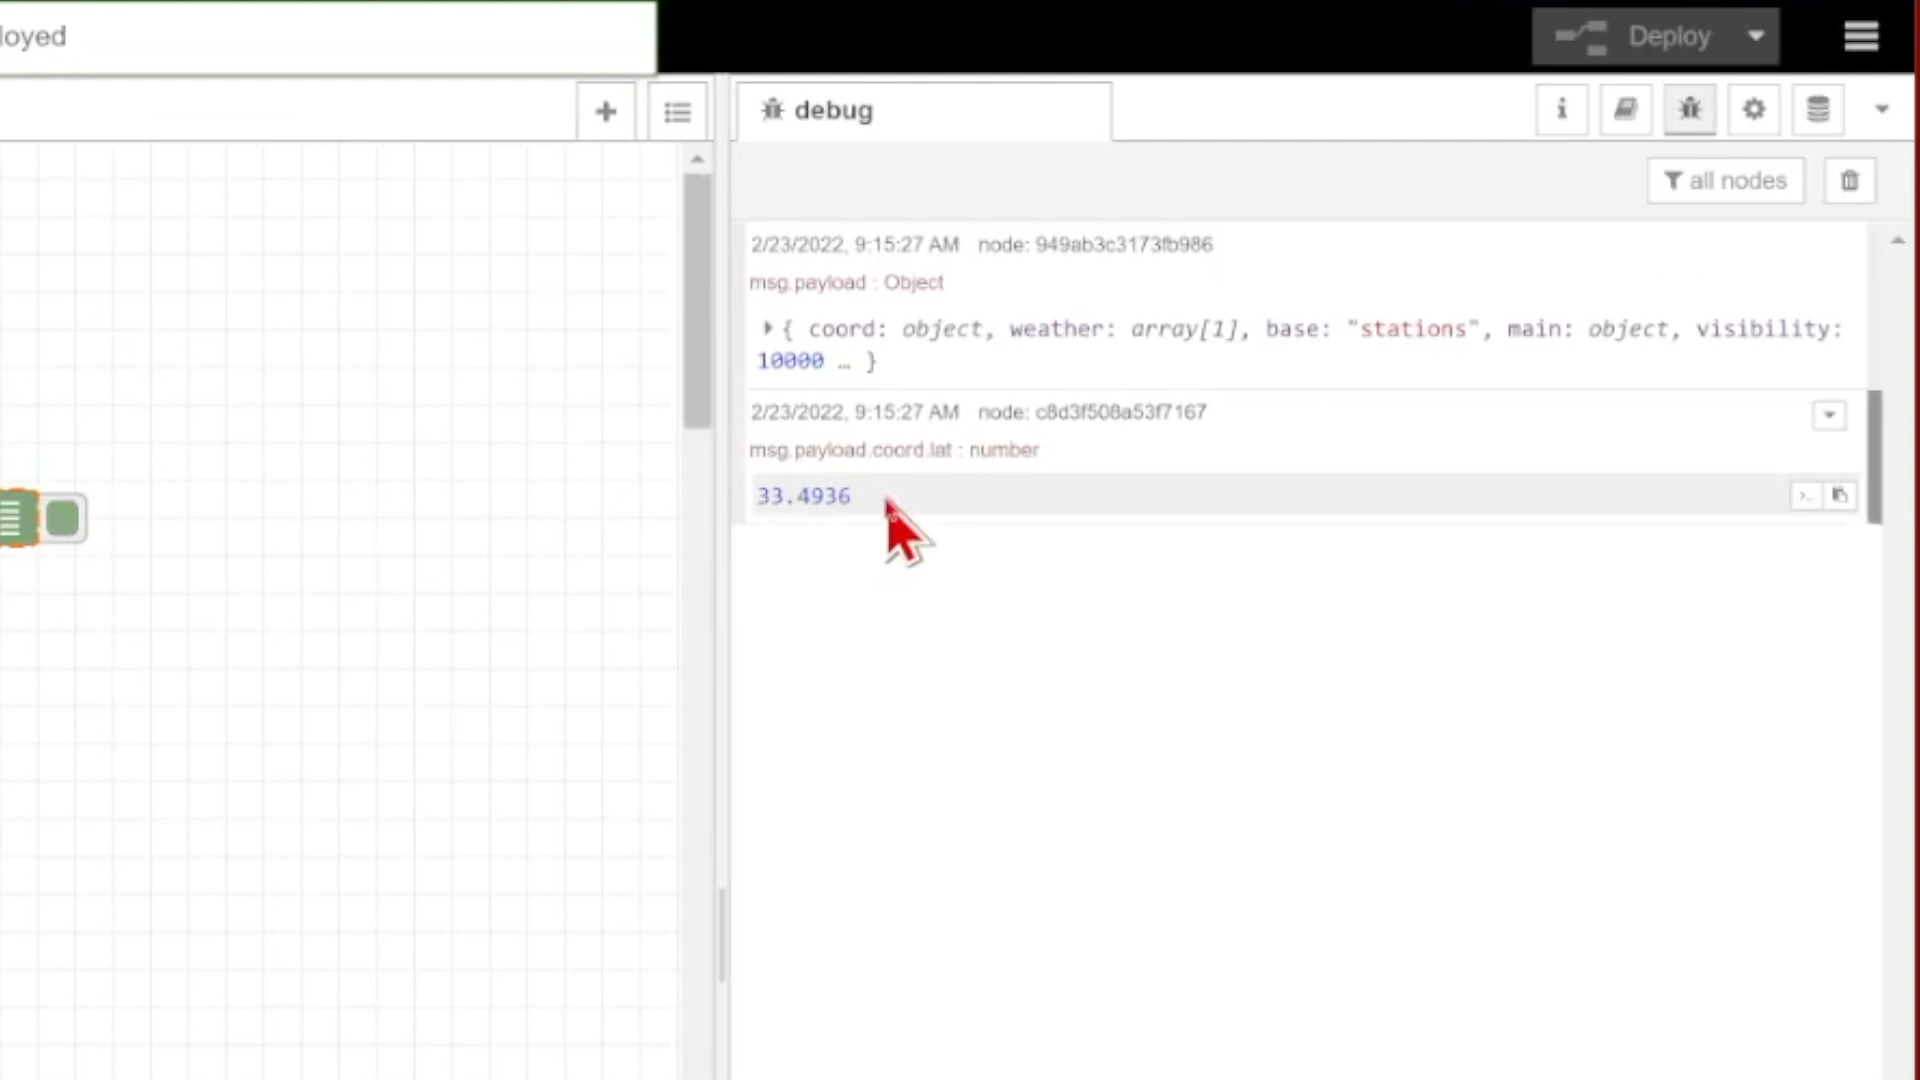 loyed
Deploy
debug
all nodes
2/23/2022, 9:15:27 AM node: 949ab3c3173fb986
msg.payload : Object
{ coord: object, weather: array[1], base: "stations", main: object, visibility:
10000 … }
2/23/2022, 9:15:27 AM node: c8d3f508a53f7167
msg.payload.coord.lat : number
33.4936